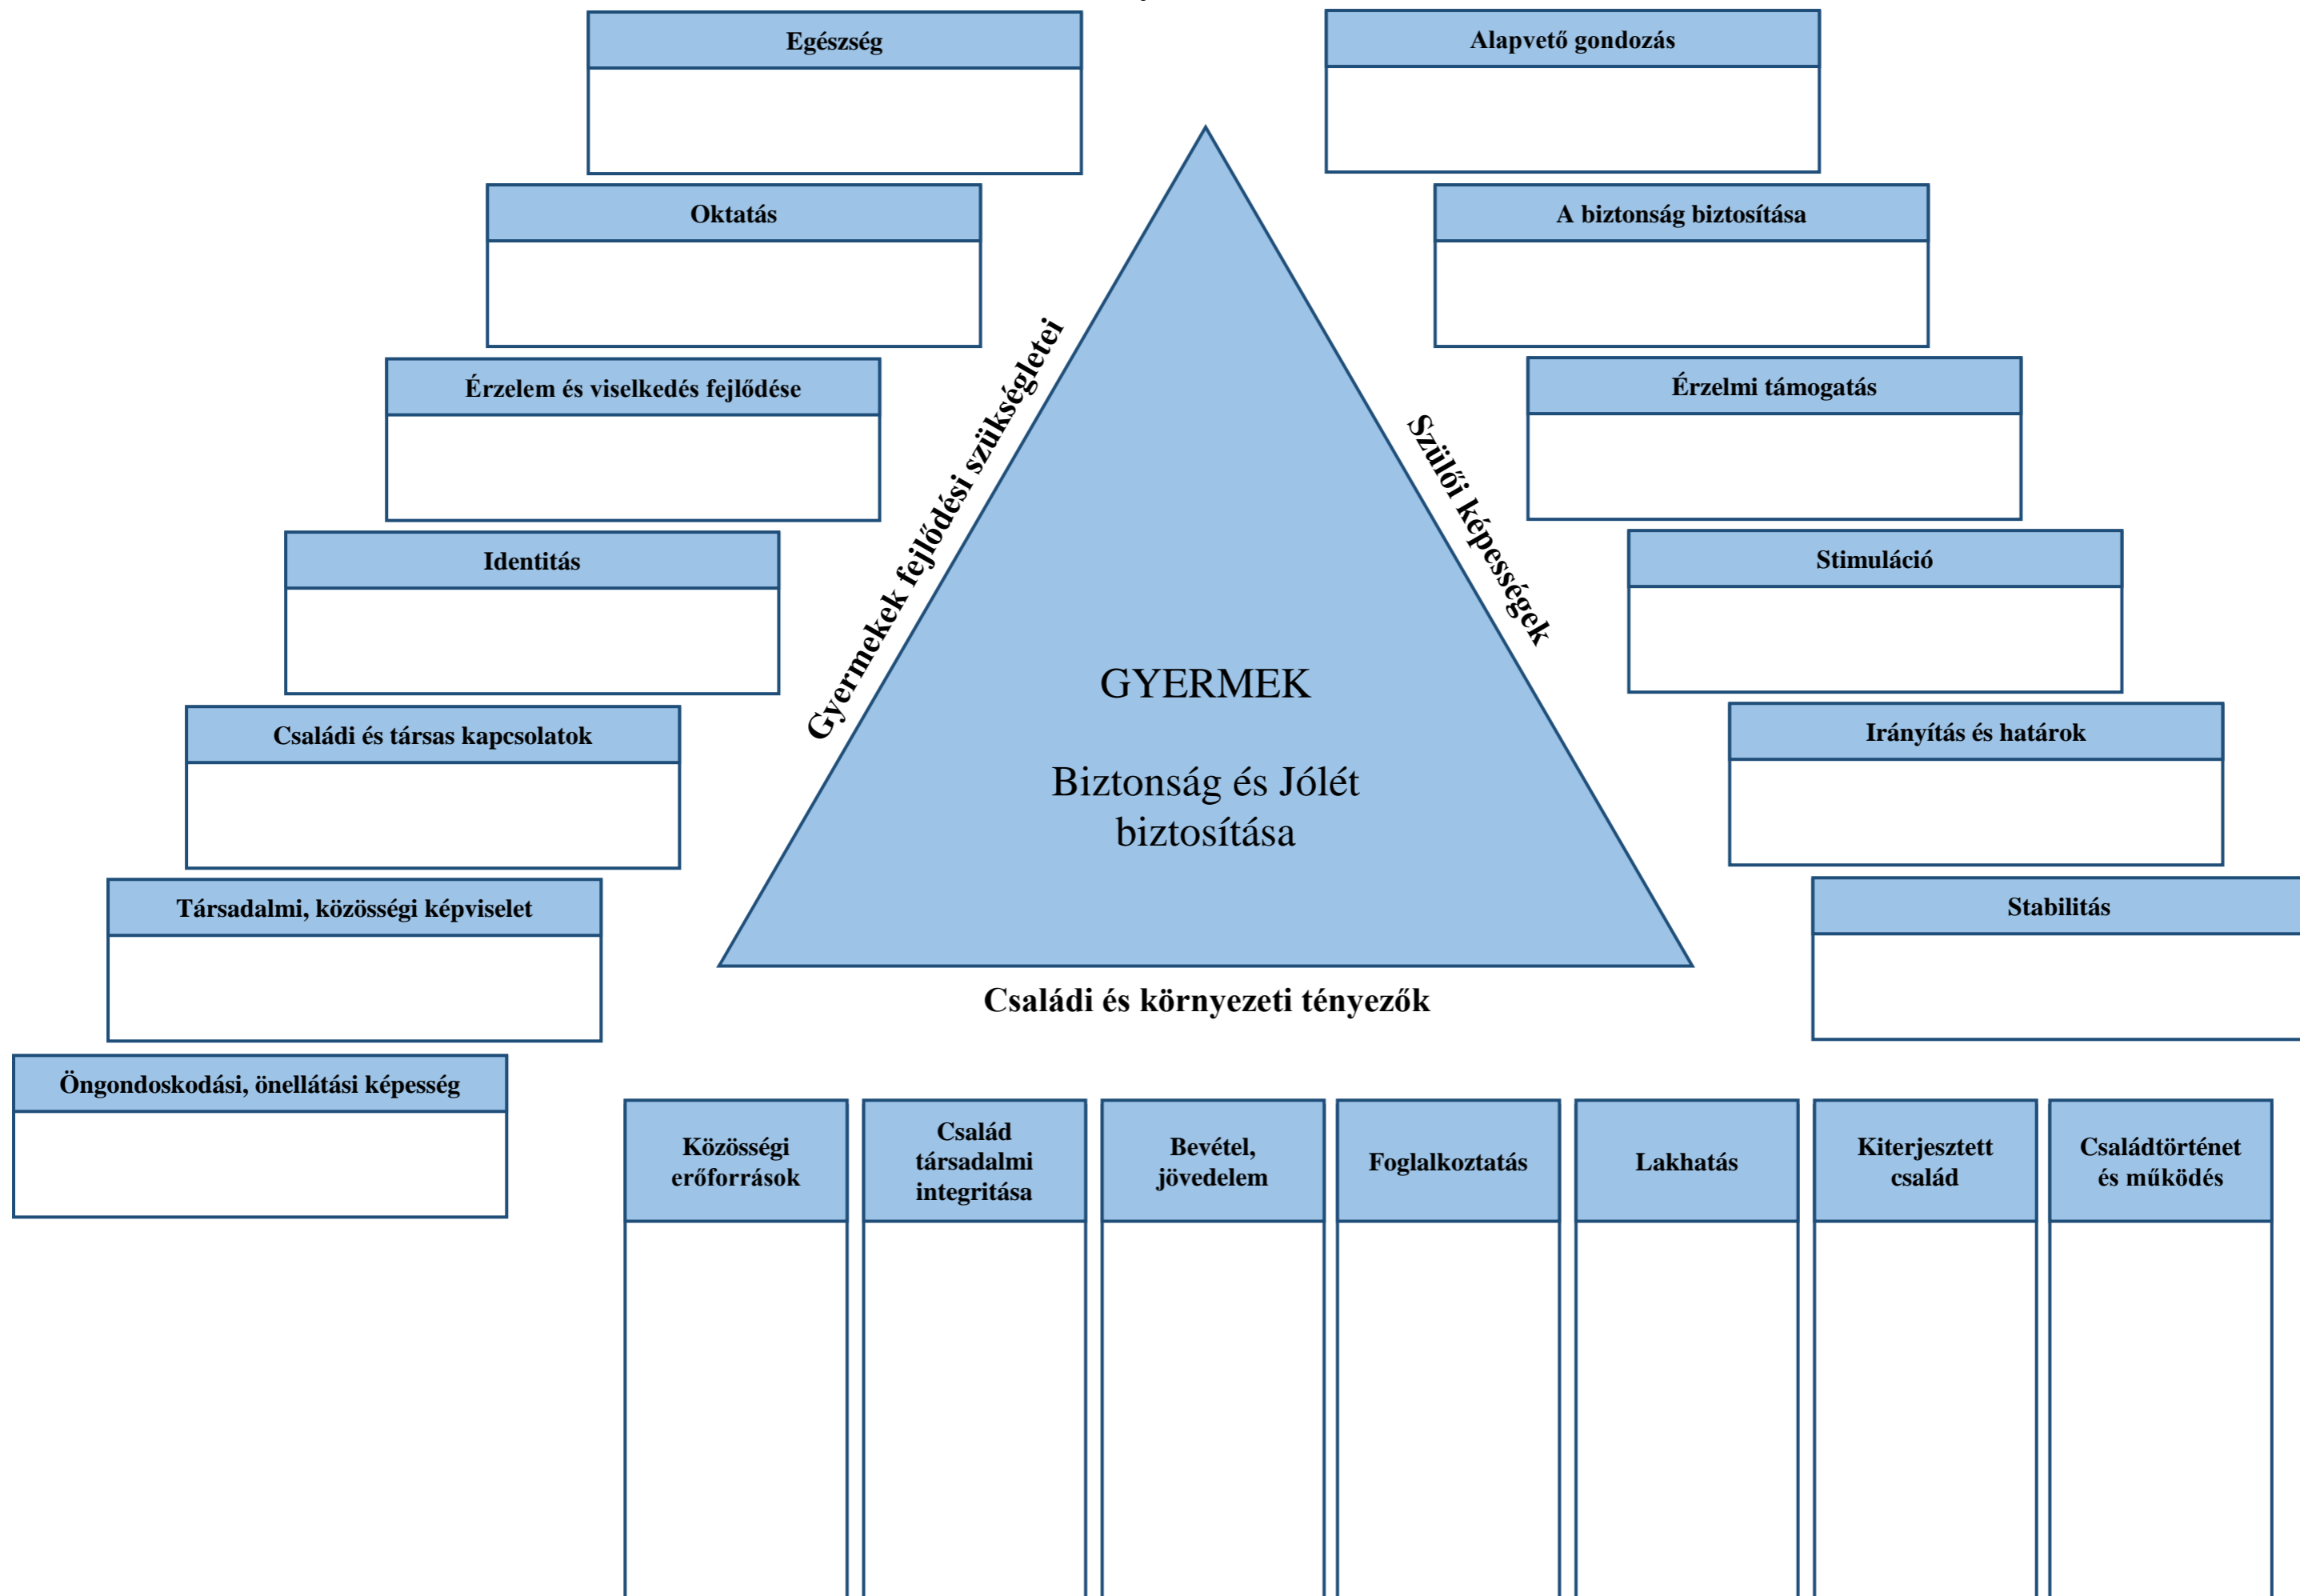 Egészség
Alapvető gondozás
Oktatás
A biztonság biztosítása
Érzelem és viselkedés fejlődése
Érzelmi támogatás
Gyermekek fejlődési szükségletei
Szülői képességek
Identitás
Stimuláció
GYERMEK
Biztonság és Jólét
biztosítása
Családi és társas kapcsolatok
Irányítás és határok
Társadalmi, közösségi képviselet
Stabilitás
Családi és környezeti tényezők
Öngondoskodási, önellátási képesség
Közösségi
erőforrások
Család
társadalmi
integritása
Bevétel,
jövedelem
Foglalkoztatás
Lakhatás
Kiterjesztett
család
Családtörténet
és működés